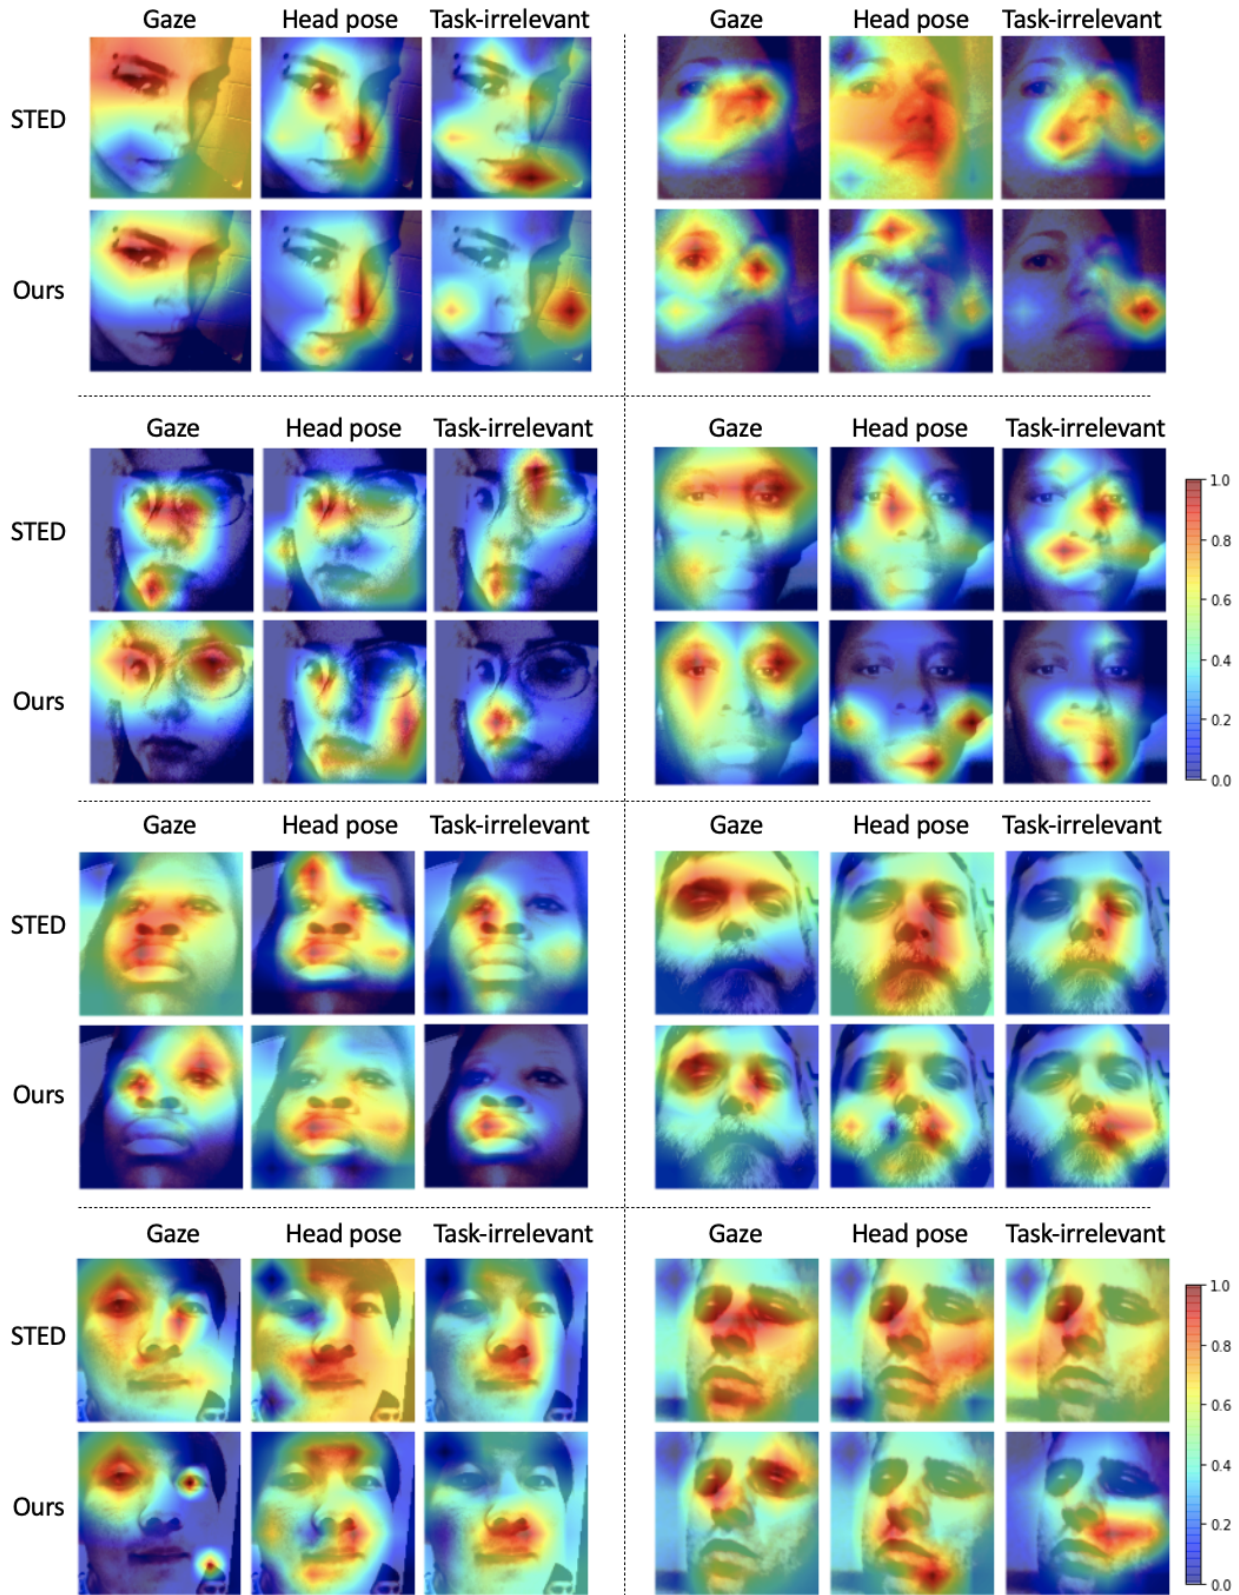 Gaze Head pose Task-irrelevant Gaze Head pose Task-irrelevant
STED
Ours
Gaze Head pose Task-irrelevant Gaze Head pose Task-irrelevant
STED
1.0
0.8
0.6
0.4
0.2
0.0
Ours
Gaze Head pose Task-irrelevant Gaze Head pose Task-irrelevant
STED
Ours
Gaze Head pose Task-irrelevant Gaze Head pose Task-irrelevant
STED
1.0
0.8
0.6
0.4
0.2
0.0
Ours